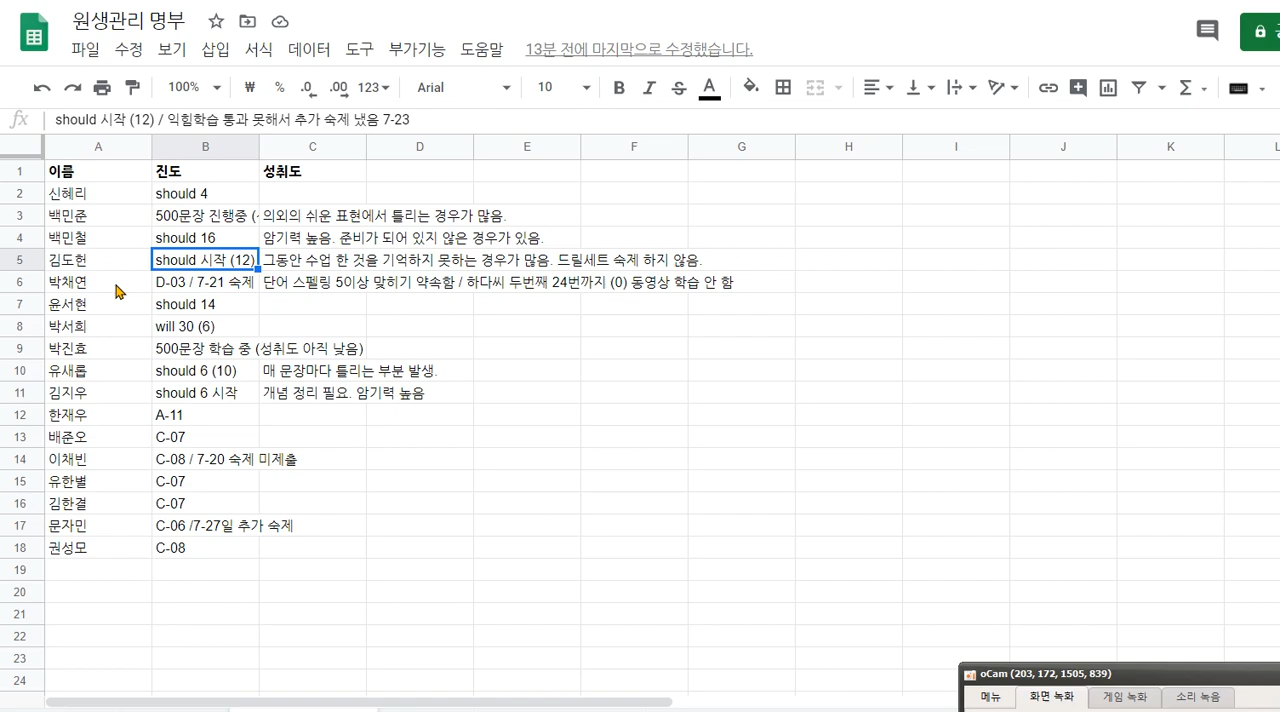 원생관리 명부
파일 수정 보기 삽입 서식 데이터 도구 부가기능 도움말 13분 전에 마지막으로 수정했습니다.
100% ₩ % .0 .00 123 Arial 10 B I S A
fx should 시작 (12) / 익힘학습 통과 못해서 추가 숙제 냈음 7-23
A B C D E F G H I J K L
1 이름 진도 성취도
2 신혜리 should 4
3 백민준 500문장 진행중 ( 의외의 쉬운 표현에서 틀리는 경우가 많음.
4 백민철 should 16 암기력 높음. 준비가 되어 있지 않은 경우가 있음.
5 김도헌 should 시작 (12) 그동안 수업 한 것을 기억하지 못하는 경우가 많음. 드릴세트 숙제 하지 않음.
6 박채연 D-03 / 7-21 숙제 단어 스펠링 5이상 맞히기 약속함 / 하다씨 두번째 24번까지 (0) 동영상 학습 안 함
7 윤서현 should 14
8 박서희 will 30 (6)
9 박진효 500문장 학습 중 (성취도 아직 낮음)
10 유새롭 should 6 (10) 매 문장마다 틀리는 부분 발생.
11 김지우 should 6 시작 개념 정리 필요. 암기력 높음
12 한재우 A-11
13 배준오 C-07
14 이채빈 C-08 / 7-20 숙제 미제출
15 유한별 C-07
16 김한결 C-07
17 문자민 C-06 /7-27일 추가 숙제
18 권성모 C-08
19
20
21
22
23
24
oCam (203, 172, 1505, 839)
메뉴 화면 녹화 게임 녹화 소리 녹음